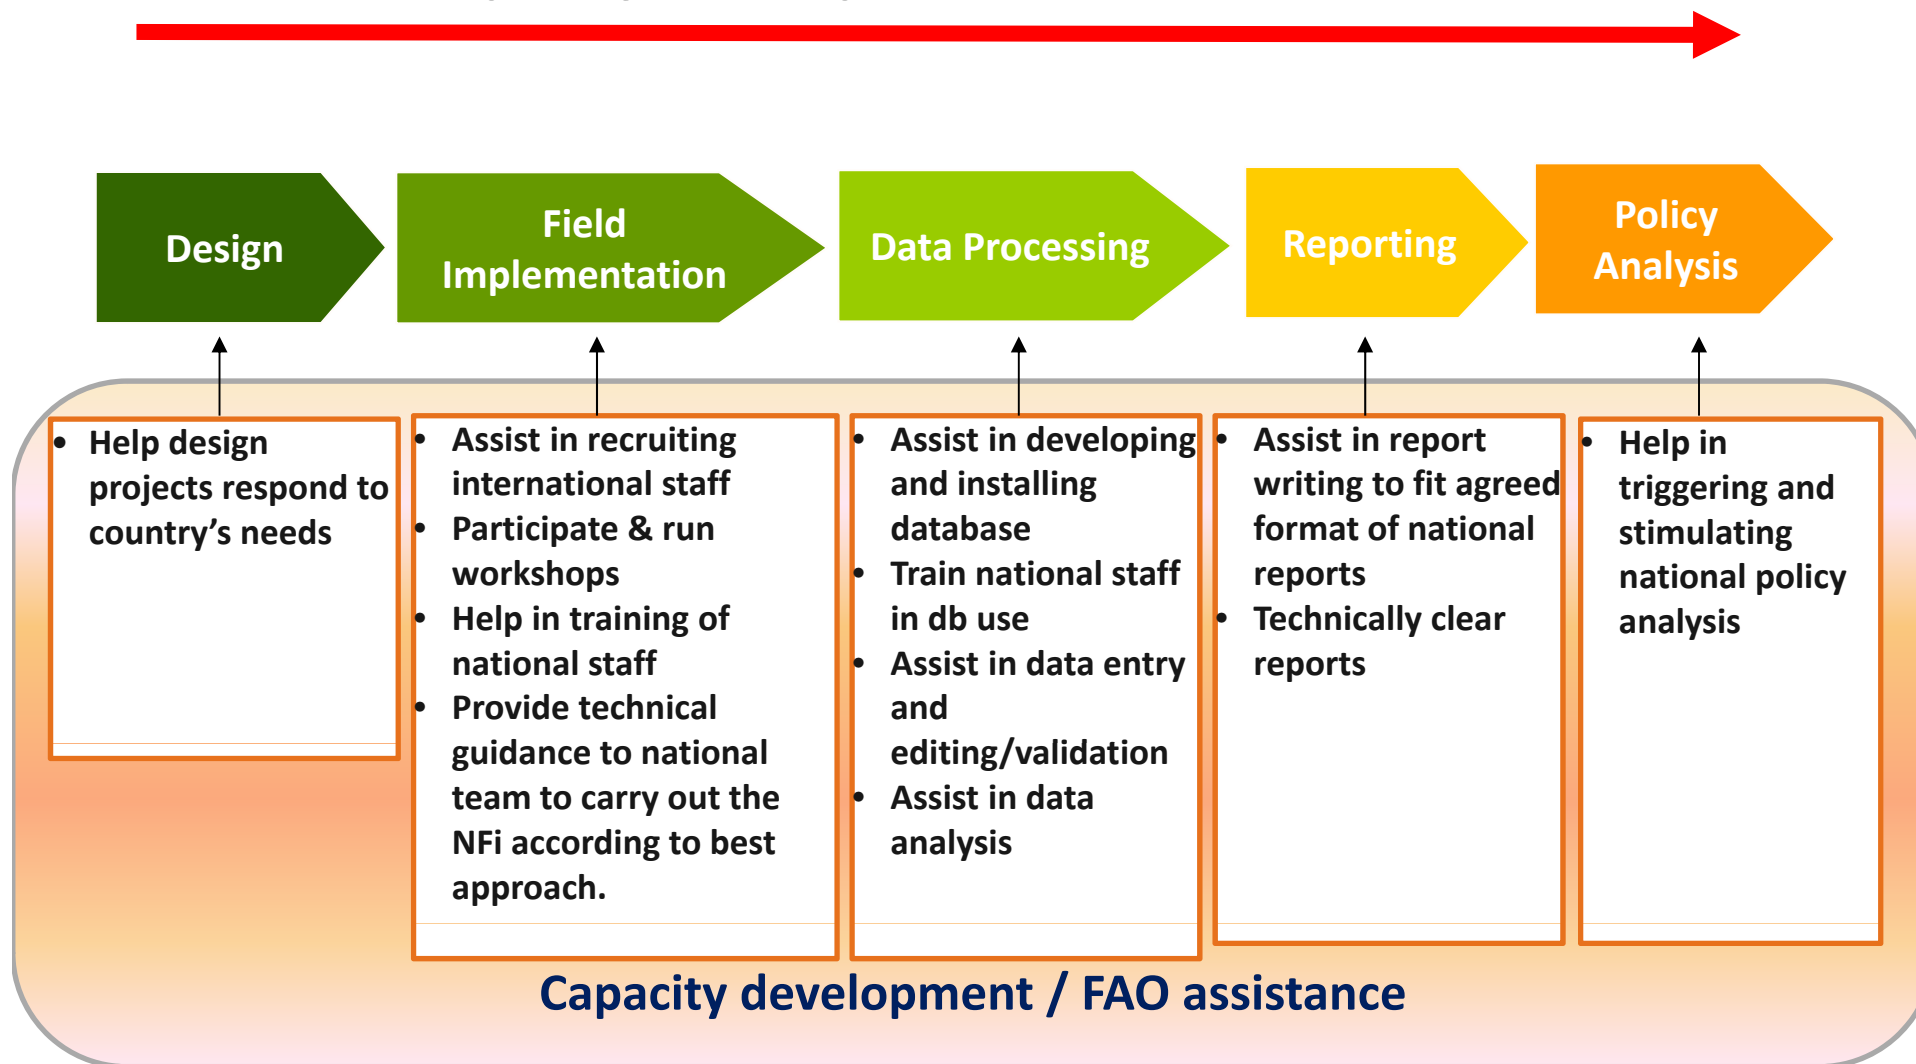 Design
Field
Implementation
Data Processing
Reporting
Policy
Analysis
• Help design
projects respond to
country’s needs
• Assist in recruiting
international staff
• Participate & run
workshops
• Help in training of
national staff
• Provide technical
guidance to national
team to carry out the
NFi according to best
approach.
• Assist in developing
and installing
database
• Train national staff
in db use
• Assist in data entry
and
editing/validation
• Assist in data
analysis
• Assist in report
writing to fit agreed
format of national
reports
• Technically clear
reports
• Help in
triggering and
stimulating
national policy
analysis
Capacity development / FAO assistance